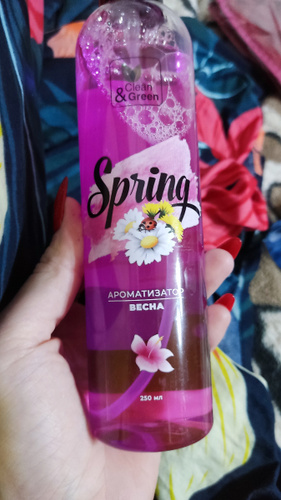 Clean
& Green
Spring
АРОМАТИЗАТОР
ВЕСНА
250 мл